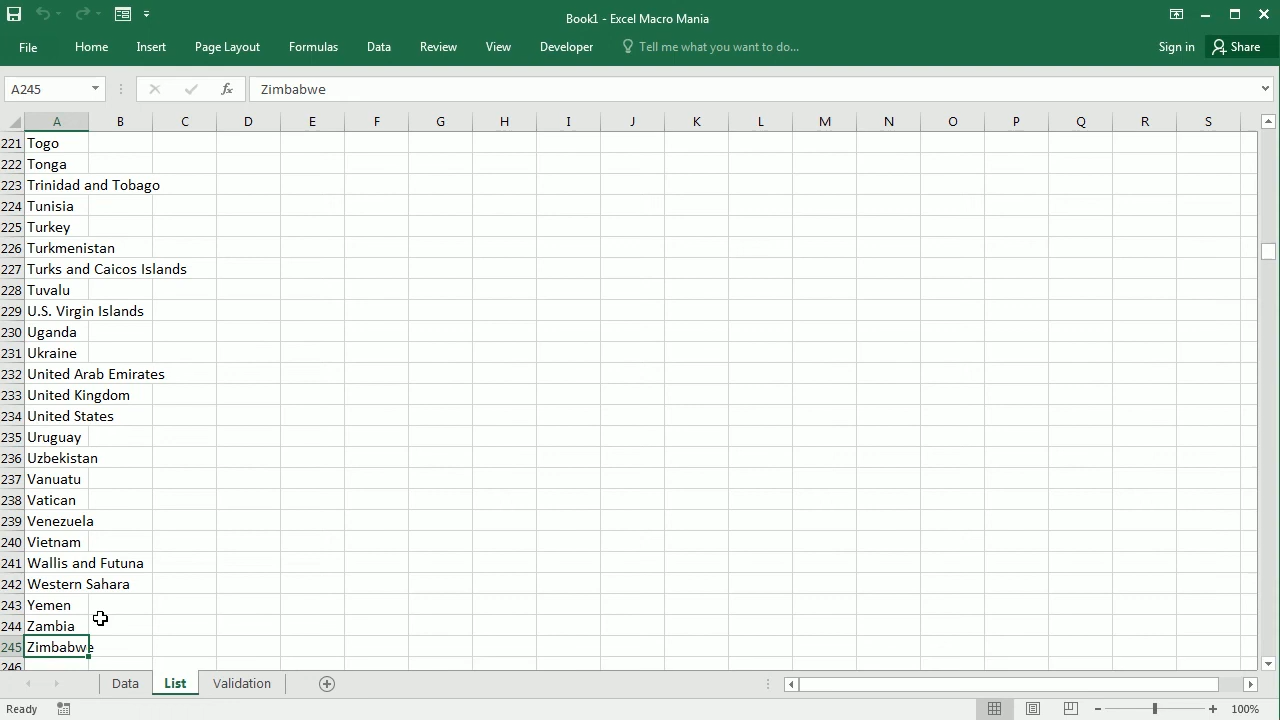 Book1 - Excel Macro Mania
File Home Insert Page Layout Formulas Data Review View Developer Tell me what you want to do... Sign in Share
A245 fx Zimbabwe
A B C D E F G H I J K L M N O P Q R S
221 Togo
222 Tonga
223 Trinidad and Tobago
224 Tunisia
225 Turkey
226 Turkmenistan
227 Turks and Caicos Islands
228 Tuvalu
229 U.S. Virgin Islands
230 Uganda
231 Ukraine
232 United Arab Emirates
233 United Kingdom
234 United States
235 Uruguay
236 Uzbekistan
237 Vanuatu
238 Vatican
239 Venezuela
240 Vietnam
241 Wallis and Futuna
242 Western Sahara
243 Yemen
244 Zambia
245 Zimbabwe
246
Data List Validation
Ready 100%